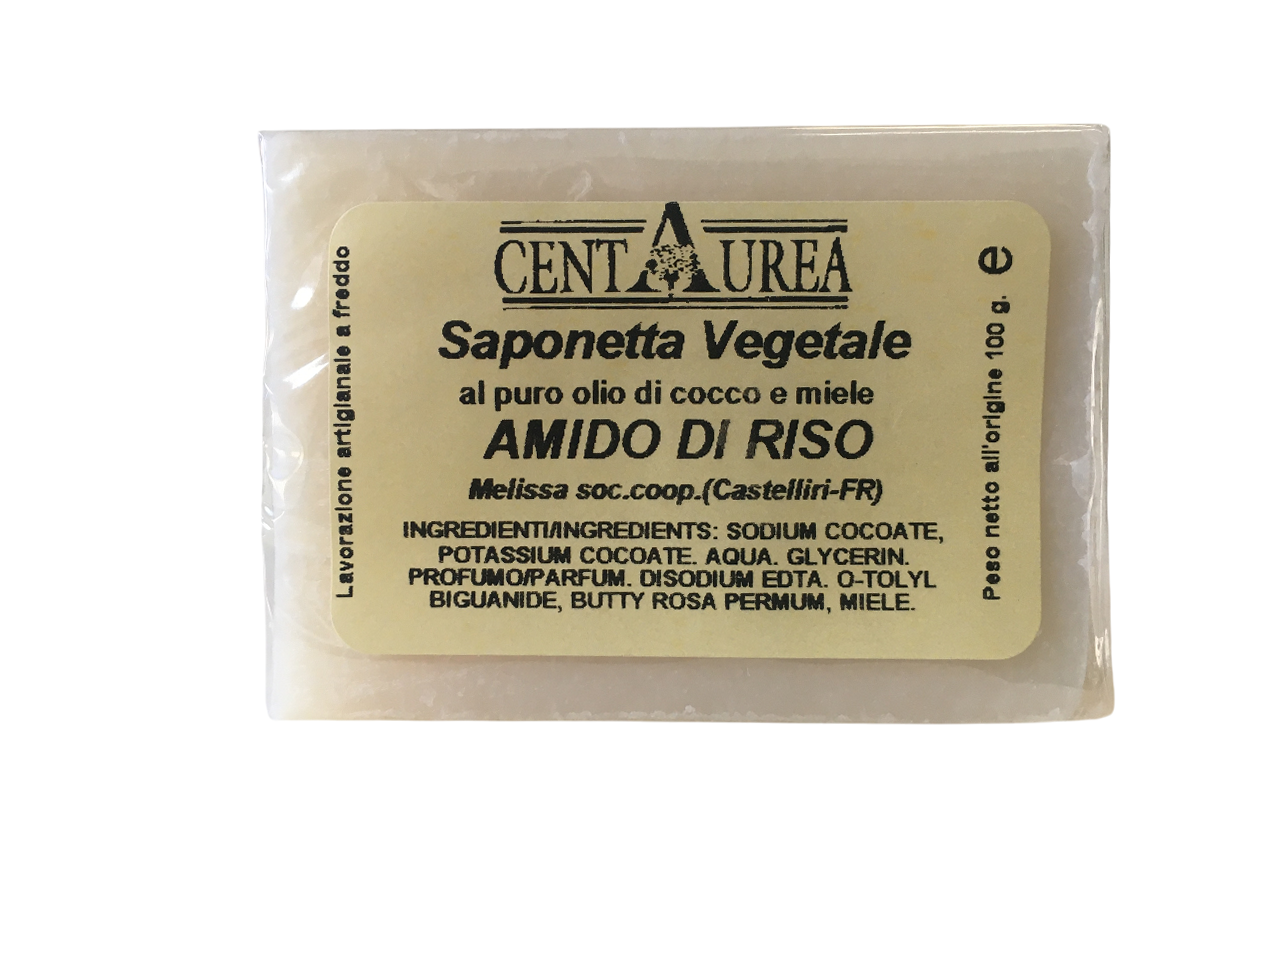 CENTAUREA
Saponetta Vegetale
al puro olio di cocco e miele
AMIDO DI RISO
Melissa soc.coop.(Castelliri-FR)
INGREDIENTI/INGREDIENTS: SODIUM COCOATE,
POTASSIUM COCOATE. AQUA. GLYCERIN.
PROFUMO/PARFUM. DISODIUM EDTA. O-TOLYL
BIGUANIDE, BUTTY ROSA PERMUM, MIELE.
Lavorazione artigianale a freddo
Peso netto all'origine 100 g. e